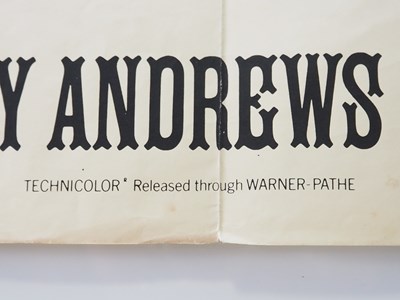 Y ANDREWS
TECHNICOLOR® Released through WARNER-PATHE